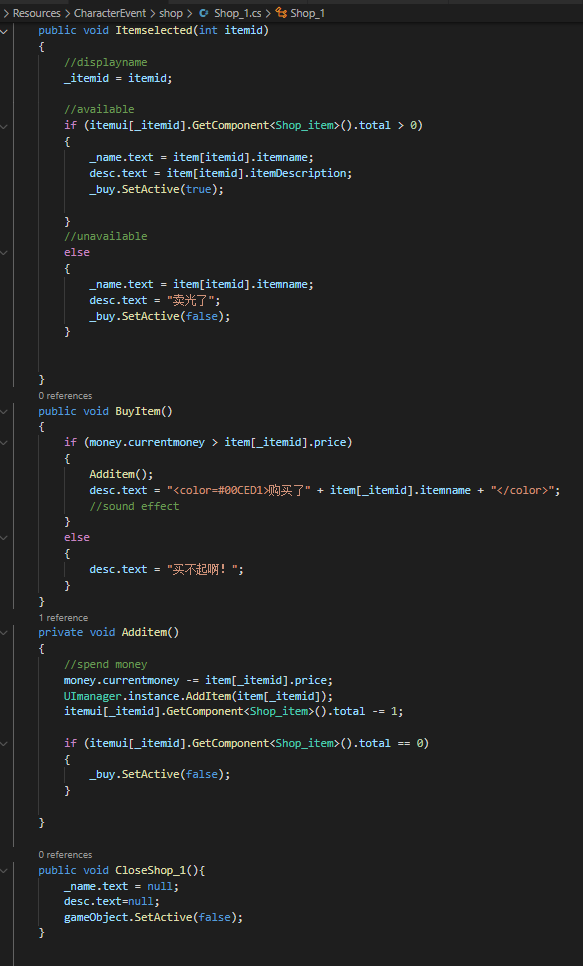 Resources > CharacterEvent > shop > Shop_1.cs > Shop_1
public void Itemselected(int itemid)
{
//displayname
_itemid = itemid;
//available
if (itemui[_itemid].GetComponent<Shop_item>().total > 0)
{
_name.text = item[itemid].itemname;
desc.text = item[itemid].itemDescription;
_buy.SetActive(true);
}
//unavailable
else
{
_name.text = item[itemid].itemname;
desc.text = "卖光了";
_buy.SetActive(false);
}
}
0 references
public void BuyItem()
{
if (money.currentmoney > item[_itemid].price)
{
Additem();
desc.text = "<color=#00CED1>购买了" + item[_itemid].itemname + "</color>";
//sound effect
}
else
{
desc.text = "买不起啊！";
}
}
1 reference
private void Additem()
{
//spend money
money.currentmoney -= item[_itemid].price;
UImanager.instance.AddItem(item[_itemid]);
itemui[_itemid].GetComponent<Shop_item>().total -= 1;
if (itemui[_itemid].GetComponent<Shop_item>().total == 0)
{
_buy.SetActive(false);
}
}
0 references
public void CloseShop_1(){
_name.text = null;
desc.text=null;
gameObject.SetActive(false);
}